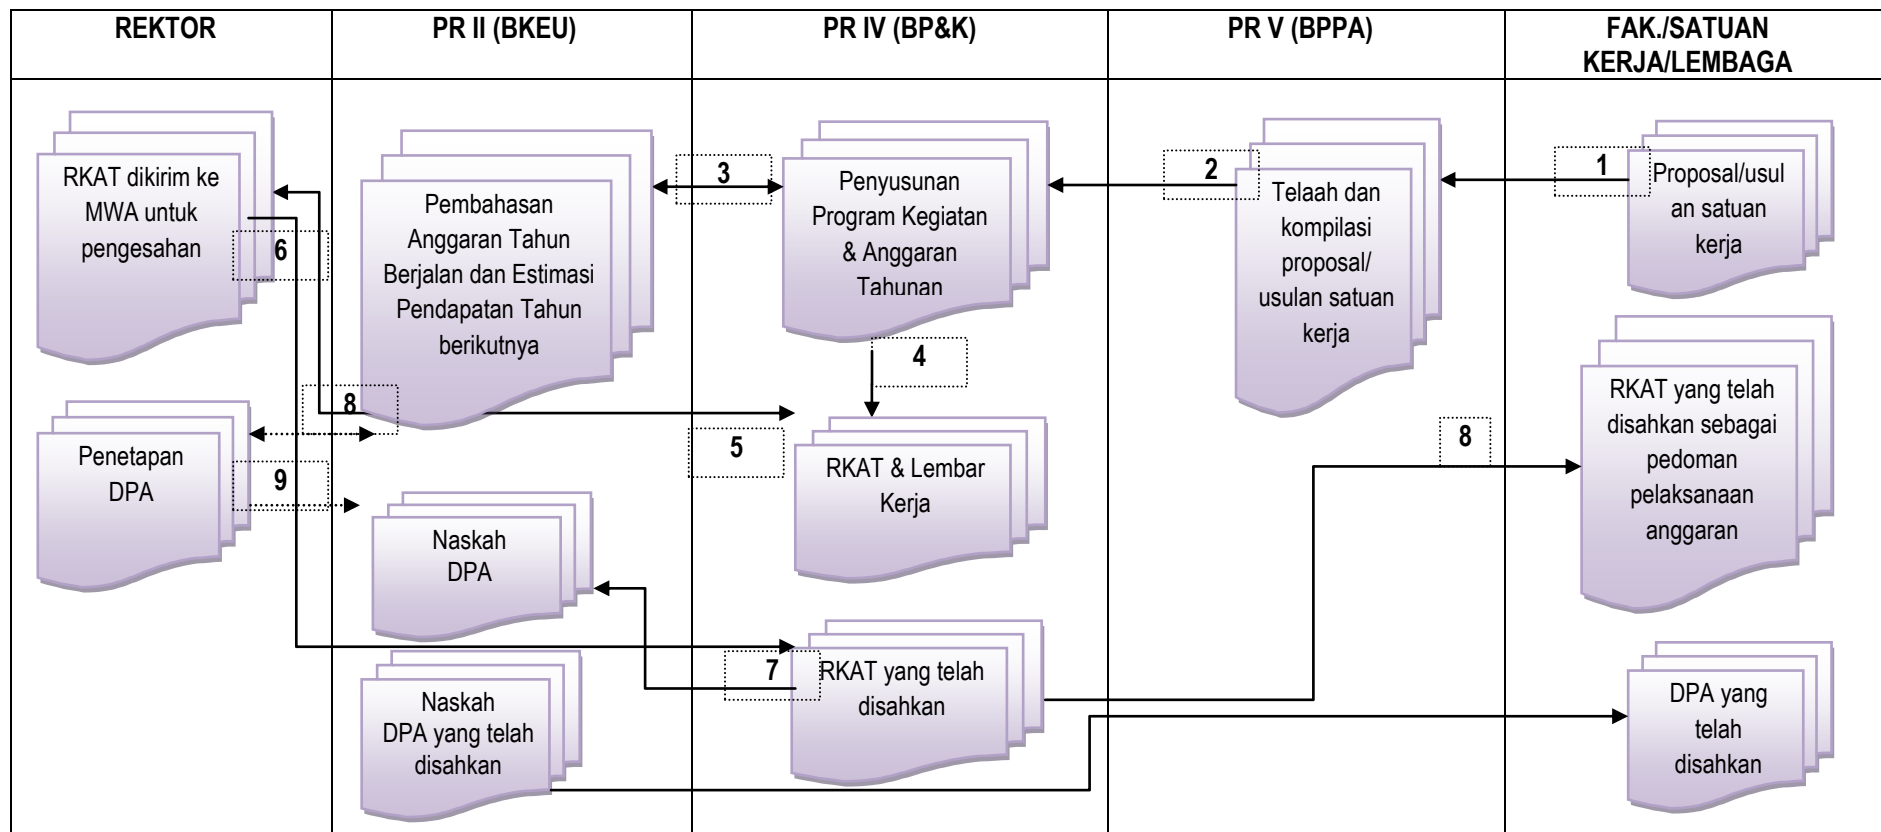 REKTOR
PR II (BKEU)
PR IV (BP&K)
PR V (BPPA)
FAK./SATUAN
KERJA/LEMBAGA
RKAT dikirim ke
MWA untuk
pengesahan
6
Penetapan
DPA
8
9
Pembahasan
Anggaran Tahun
Berjalan dan Estimasi
Pendapatan Tahun
berikutnya
Naskah
DPA
Naskah
DPA yang telah
disahkan
3
Penyusunan
Program Kegiatan
& Anggaran
Tahunan
4
5
RKAT & Lembar
Kerja
7
RKAT yang telah
disahkan
2
Telaah dan
kompilasi
proposal/
usulan satuan
kerja
8
1
Proposal/usul
an satuan
kerja
RKAT yang telah
disahkan sebagai
pedoman
pelaksanaan
anggaran
DPA yang
telah
disahkan